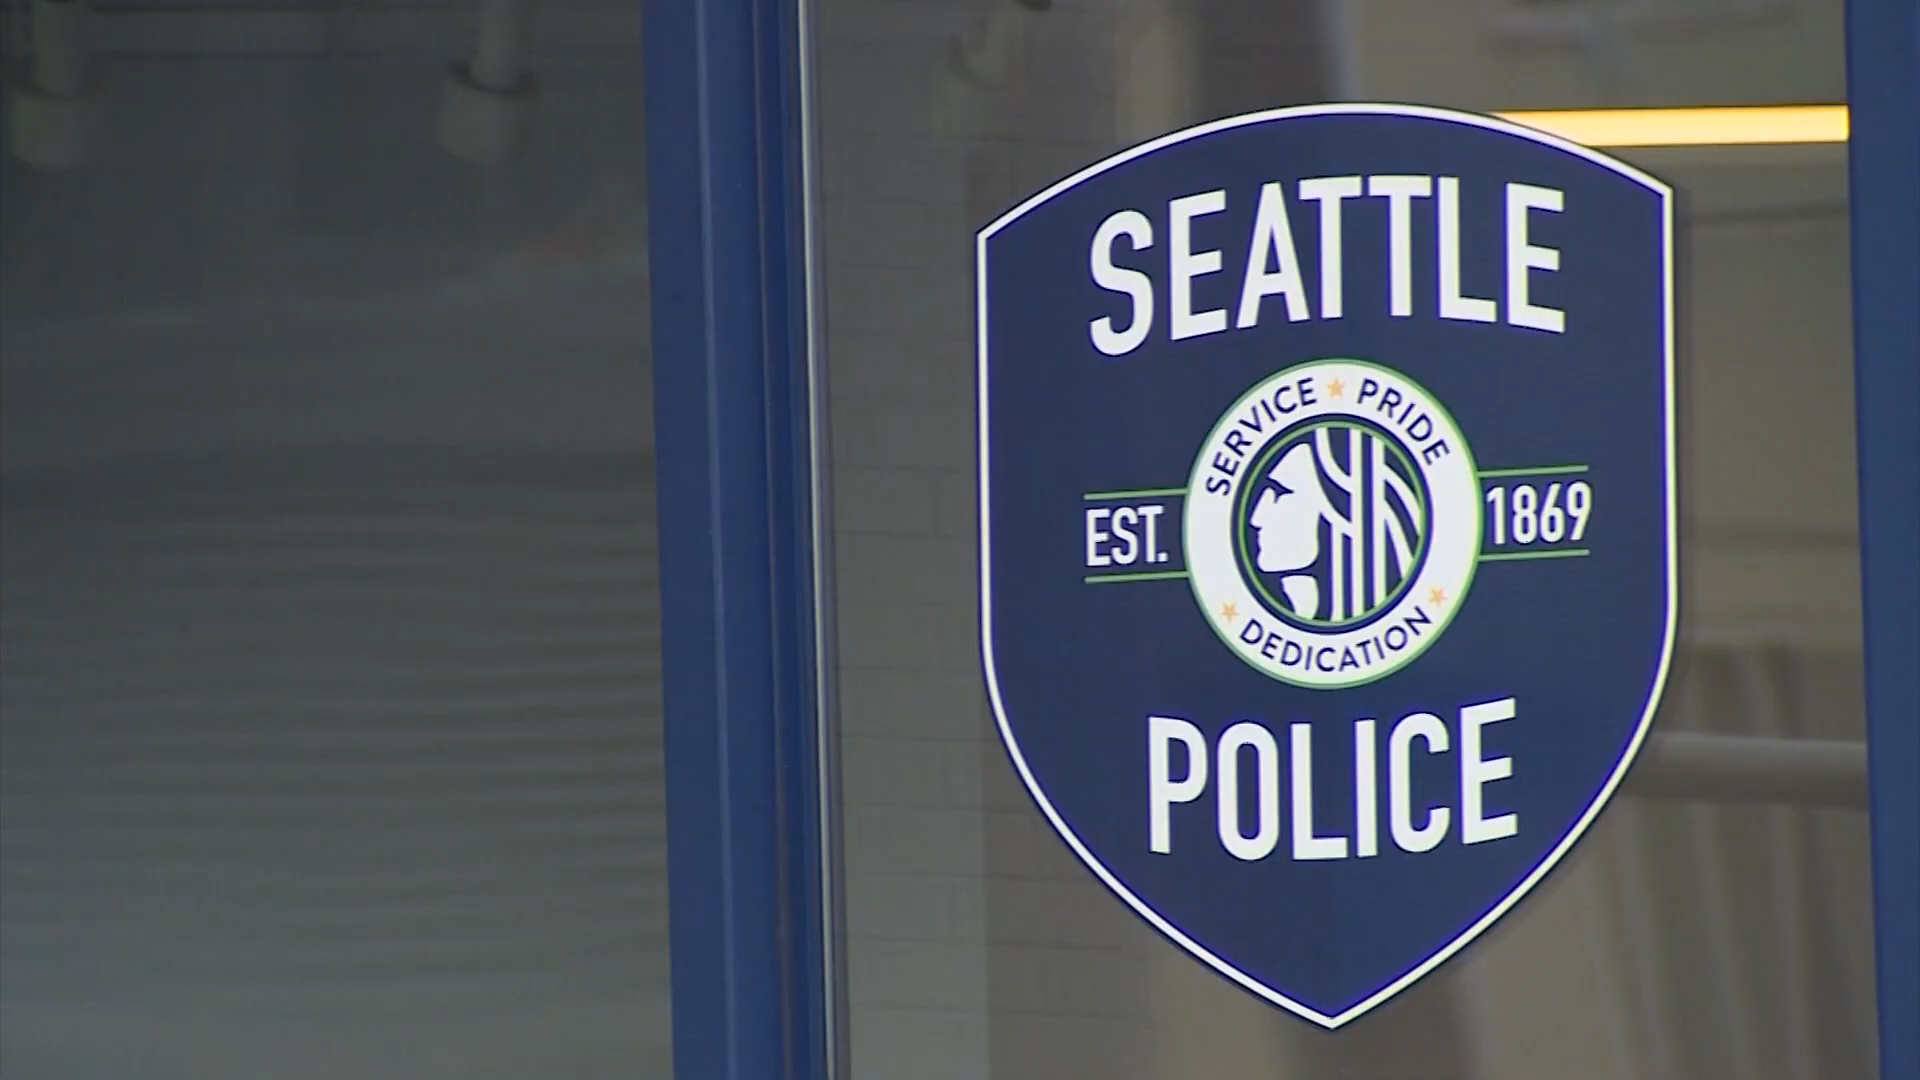 SEATTLE
SERVICE ★ PRIDE
EST. 1869
★ DEDICATION ★
POLICE